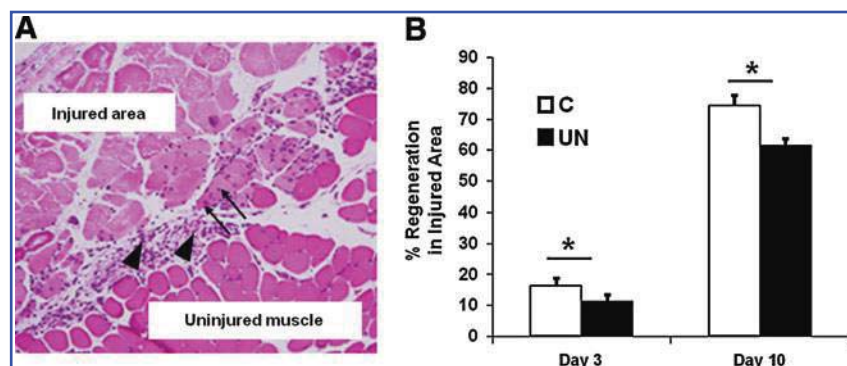 A
Injured area
Uninjured muscle
B
% Regeneration
in Injured Area
90
80
70
60
50
40
30
20
10
0
C
UN
*
*
Day 3
Day 10